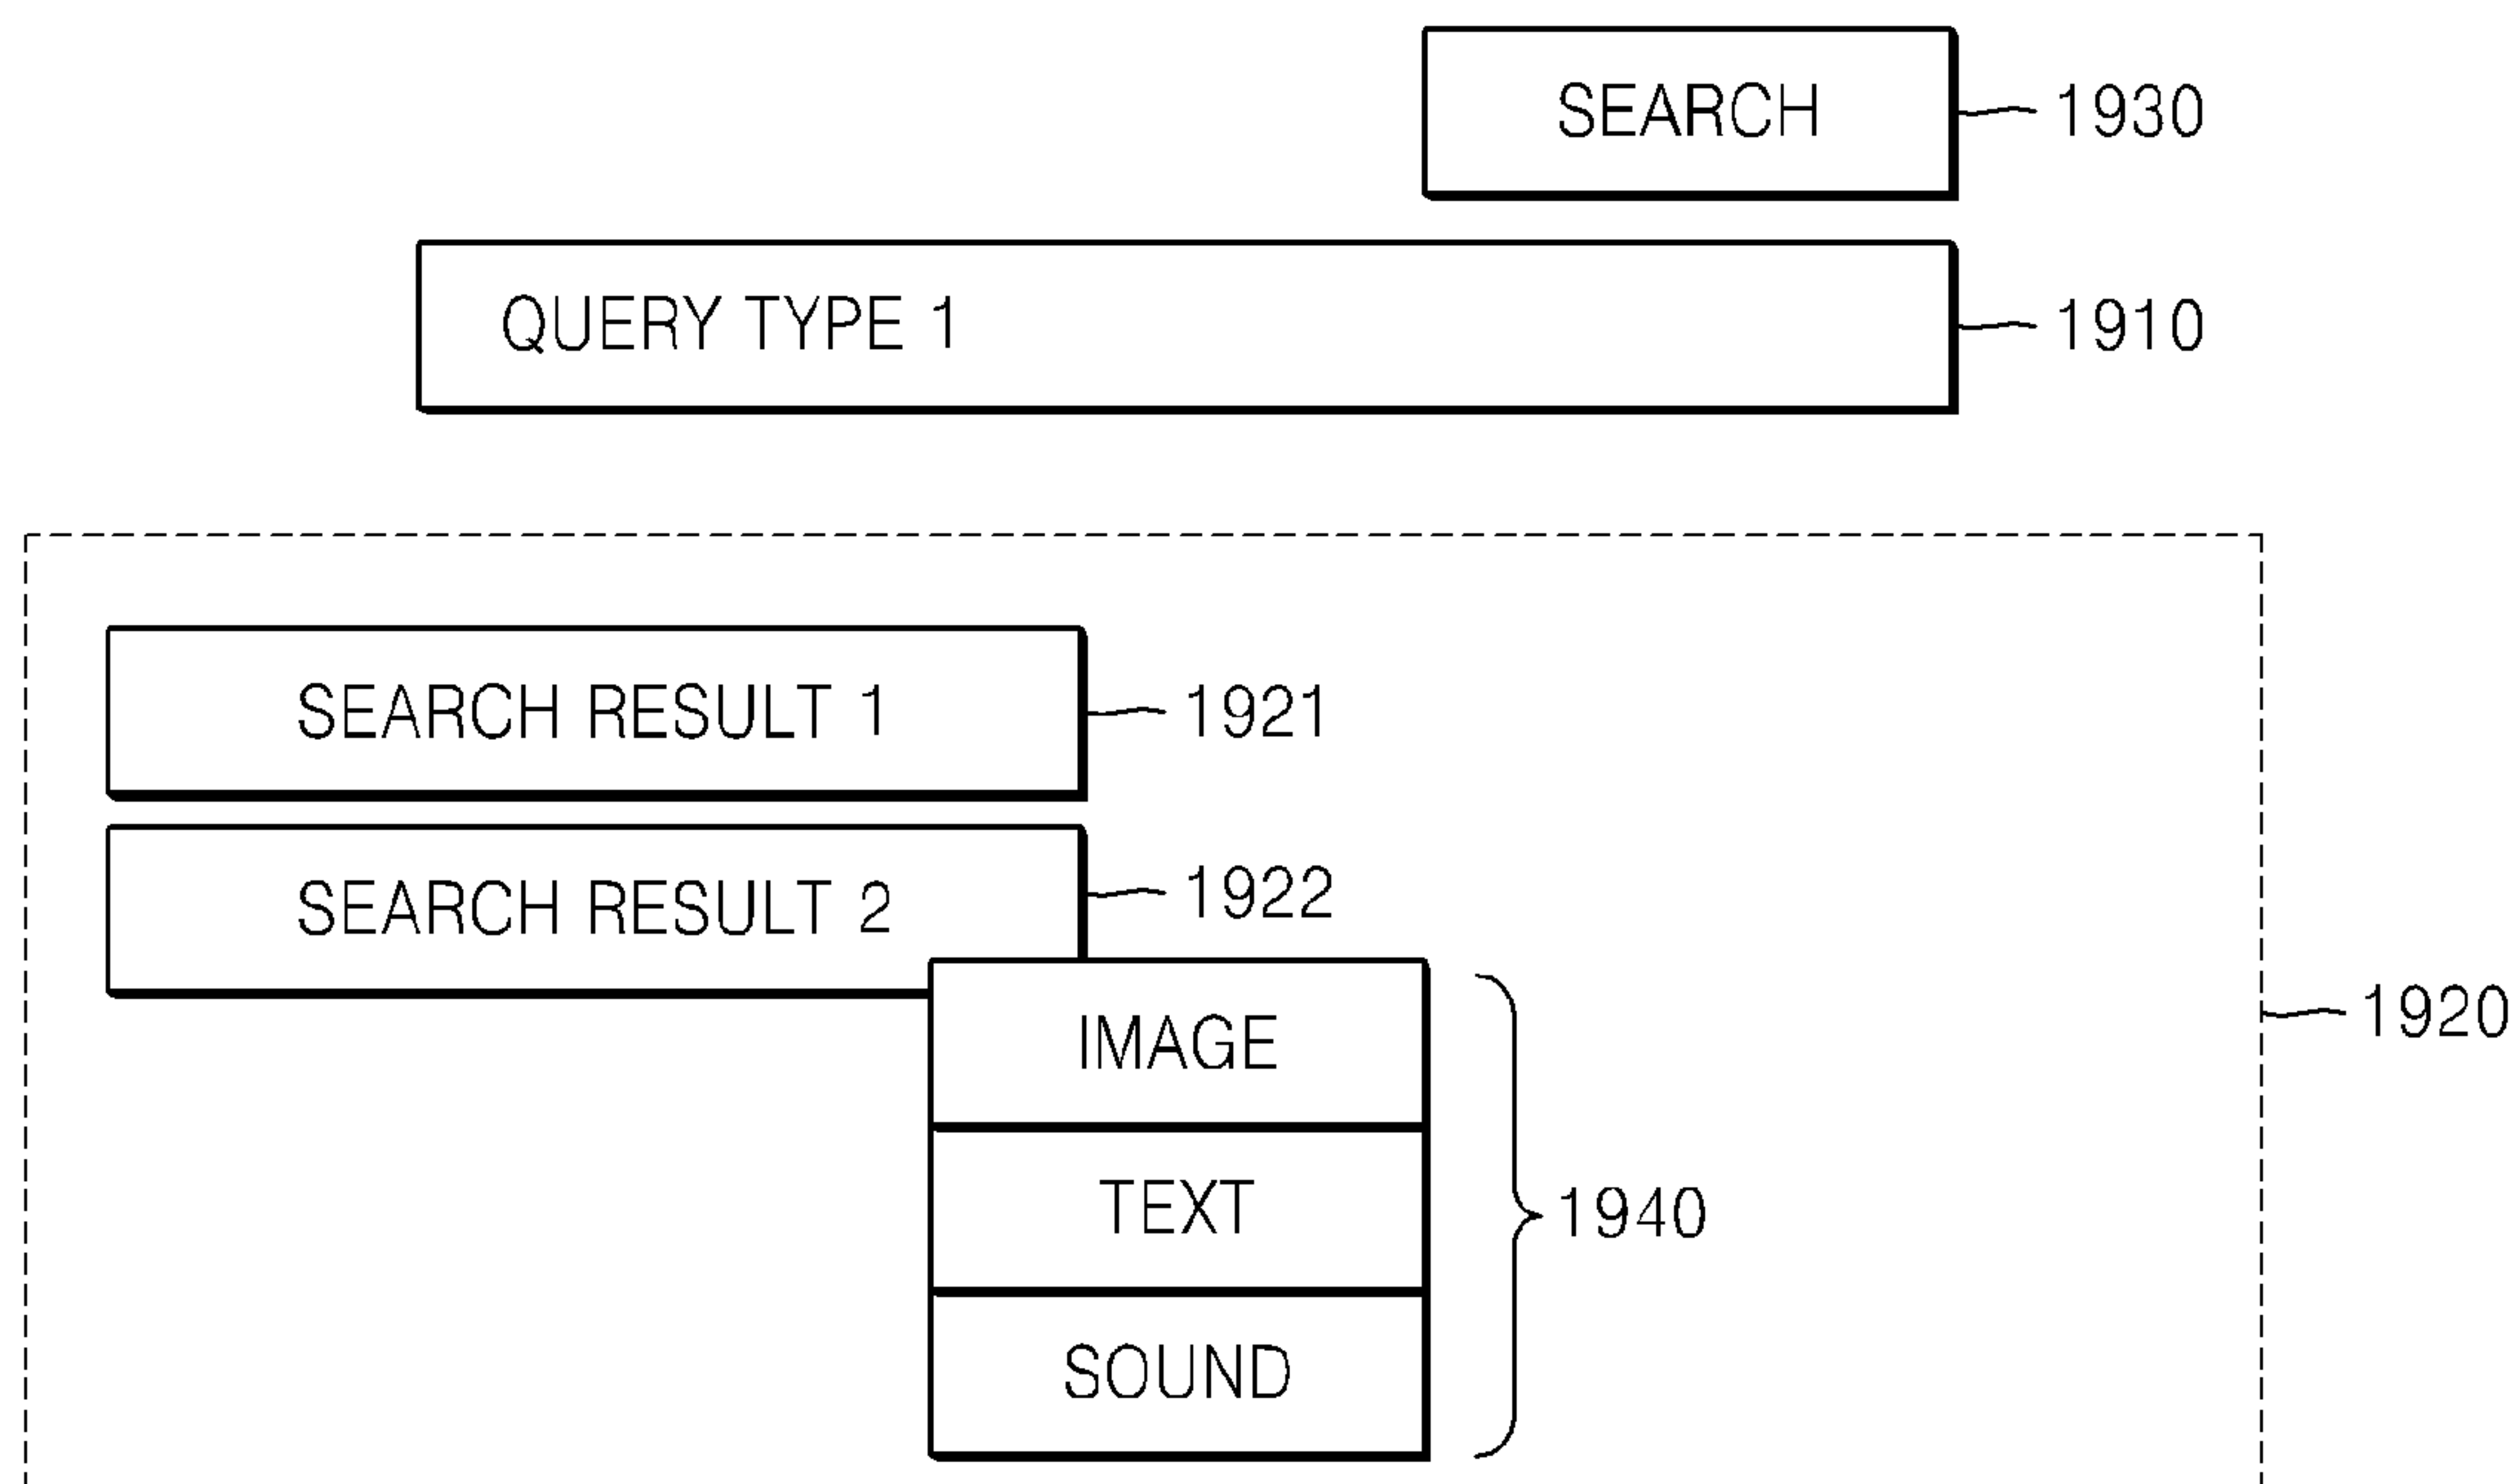 SEARCH 1930
QUERY TYPE 1 1910
SEARCH RESULT 1 1921
SEARCH RESULT 2 1922
IMAGE
1920
TEXT
1940
SOUND